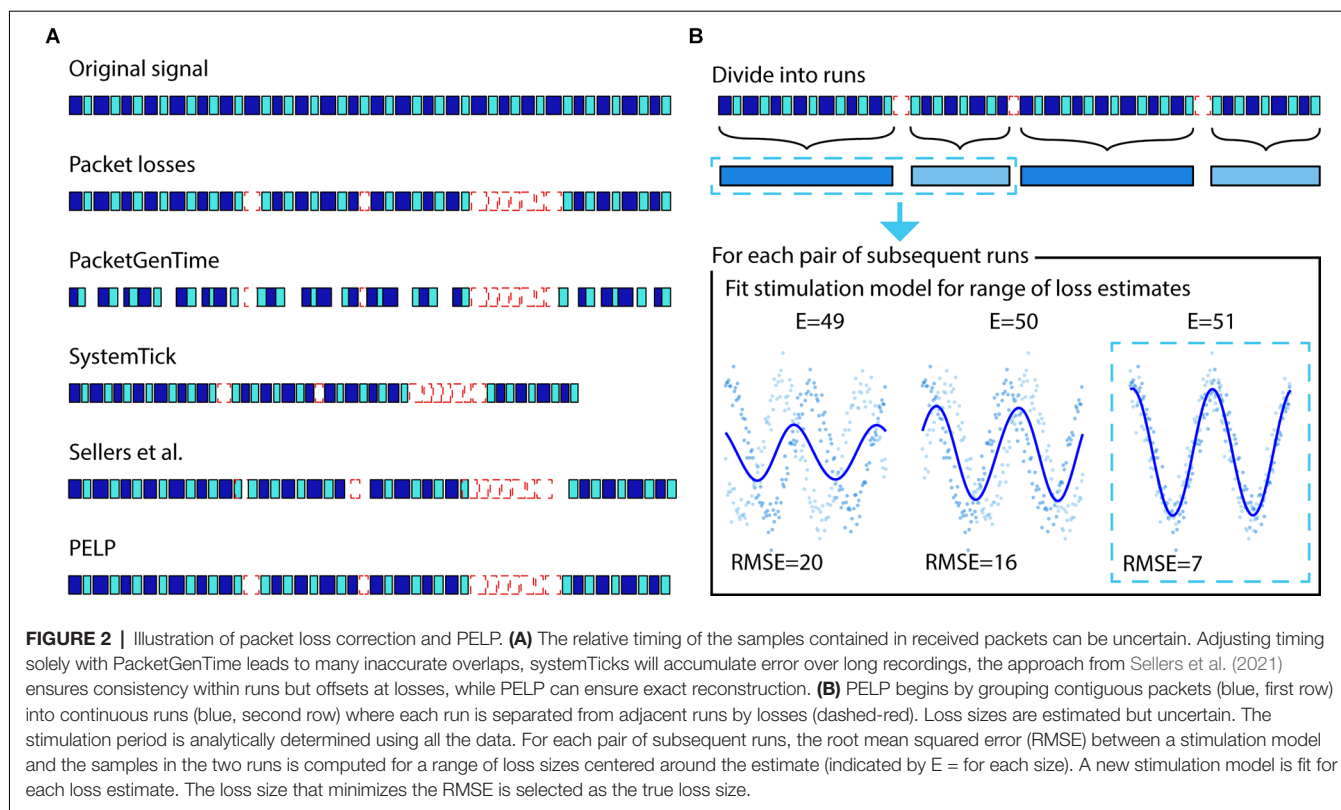 A
Original signal
Packet losses
PacketGenTime
SystemTick
Sellers et al.
PELP
B
Divide into runs
For each pair of subsequent runs
Fit stimulation model for range of loss estimates
E=49
E=50
E=51
RMSE=20
RMSE=16
RMSE=7
FIGURE 2 | Illustration of packet loss correction and PELP. (A) The relative timing of the samples contained in received packets can be uncertain. Adjusting timing
solely with PacketGenTime leads to many inaccurate overlaps, systemTicks will accumulate error over long recordings, the approach from Sellers et al. (2021)
ensures consistency within runs but offsets at losses, while PELP can ensure exact reconstruction. (B) PELP begins by grouping contiguous packets (blue, first row)
into continuous runs (blue, second row) where each run is separated from adjacent runs by losses (dashed-red). Loss sizes are estimated but uncertain. The
stimulation period is analytically determined using all the data. For each pair of subsequent runs, the root mean squared error (RMSE) between a stimulation model
and the samples in the two runs is computed for a range of loss sizes centered around the estimate (indicated by E = for each size). A new stimulation model is fit for
each loss estimate. The loss size that minimizes the RMSE is selected as the true loss size.